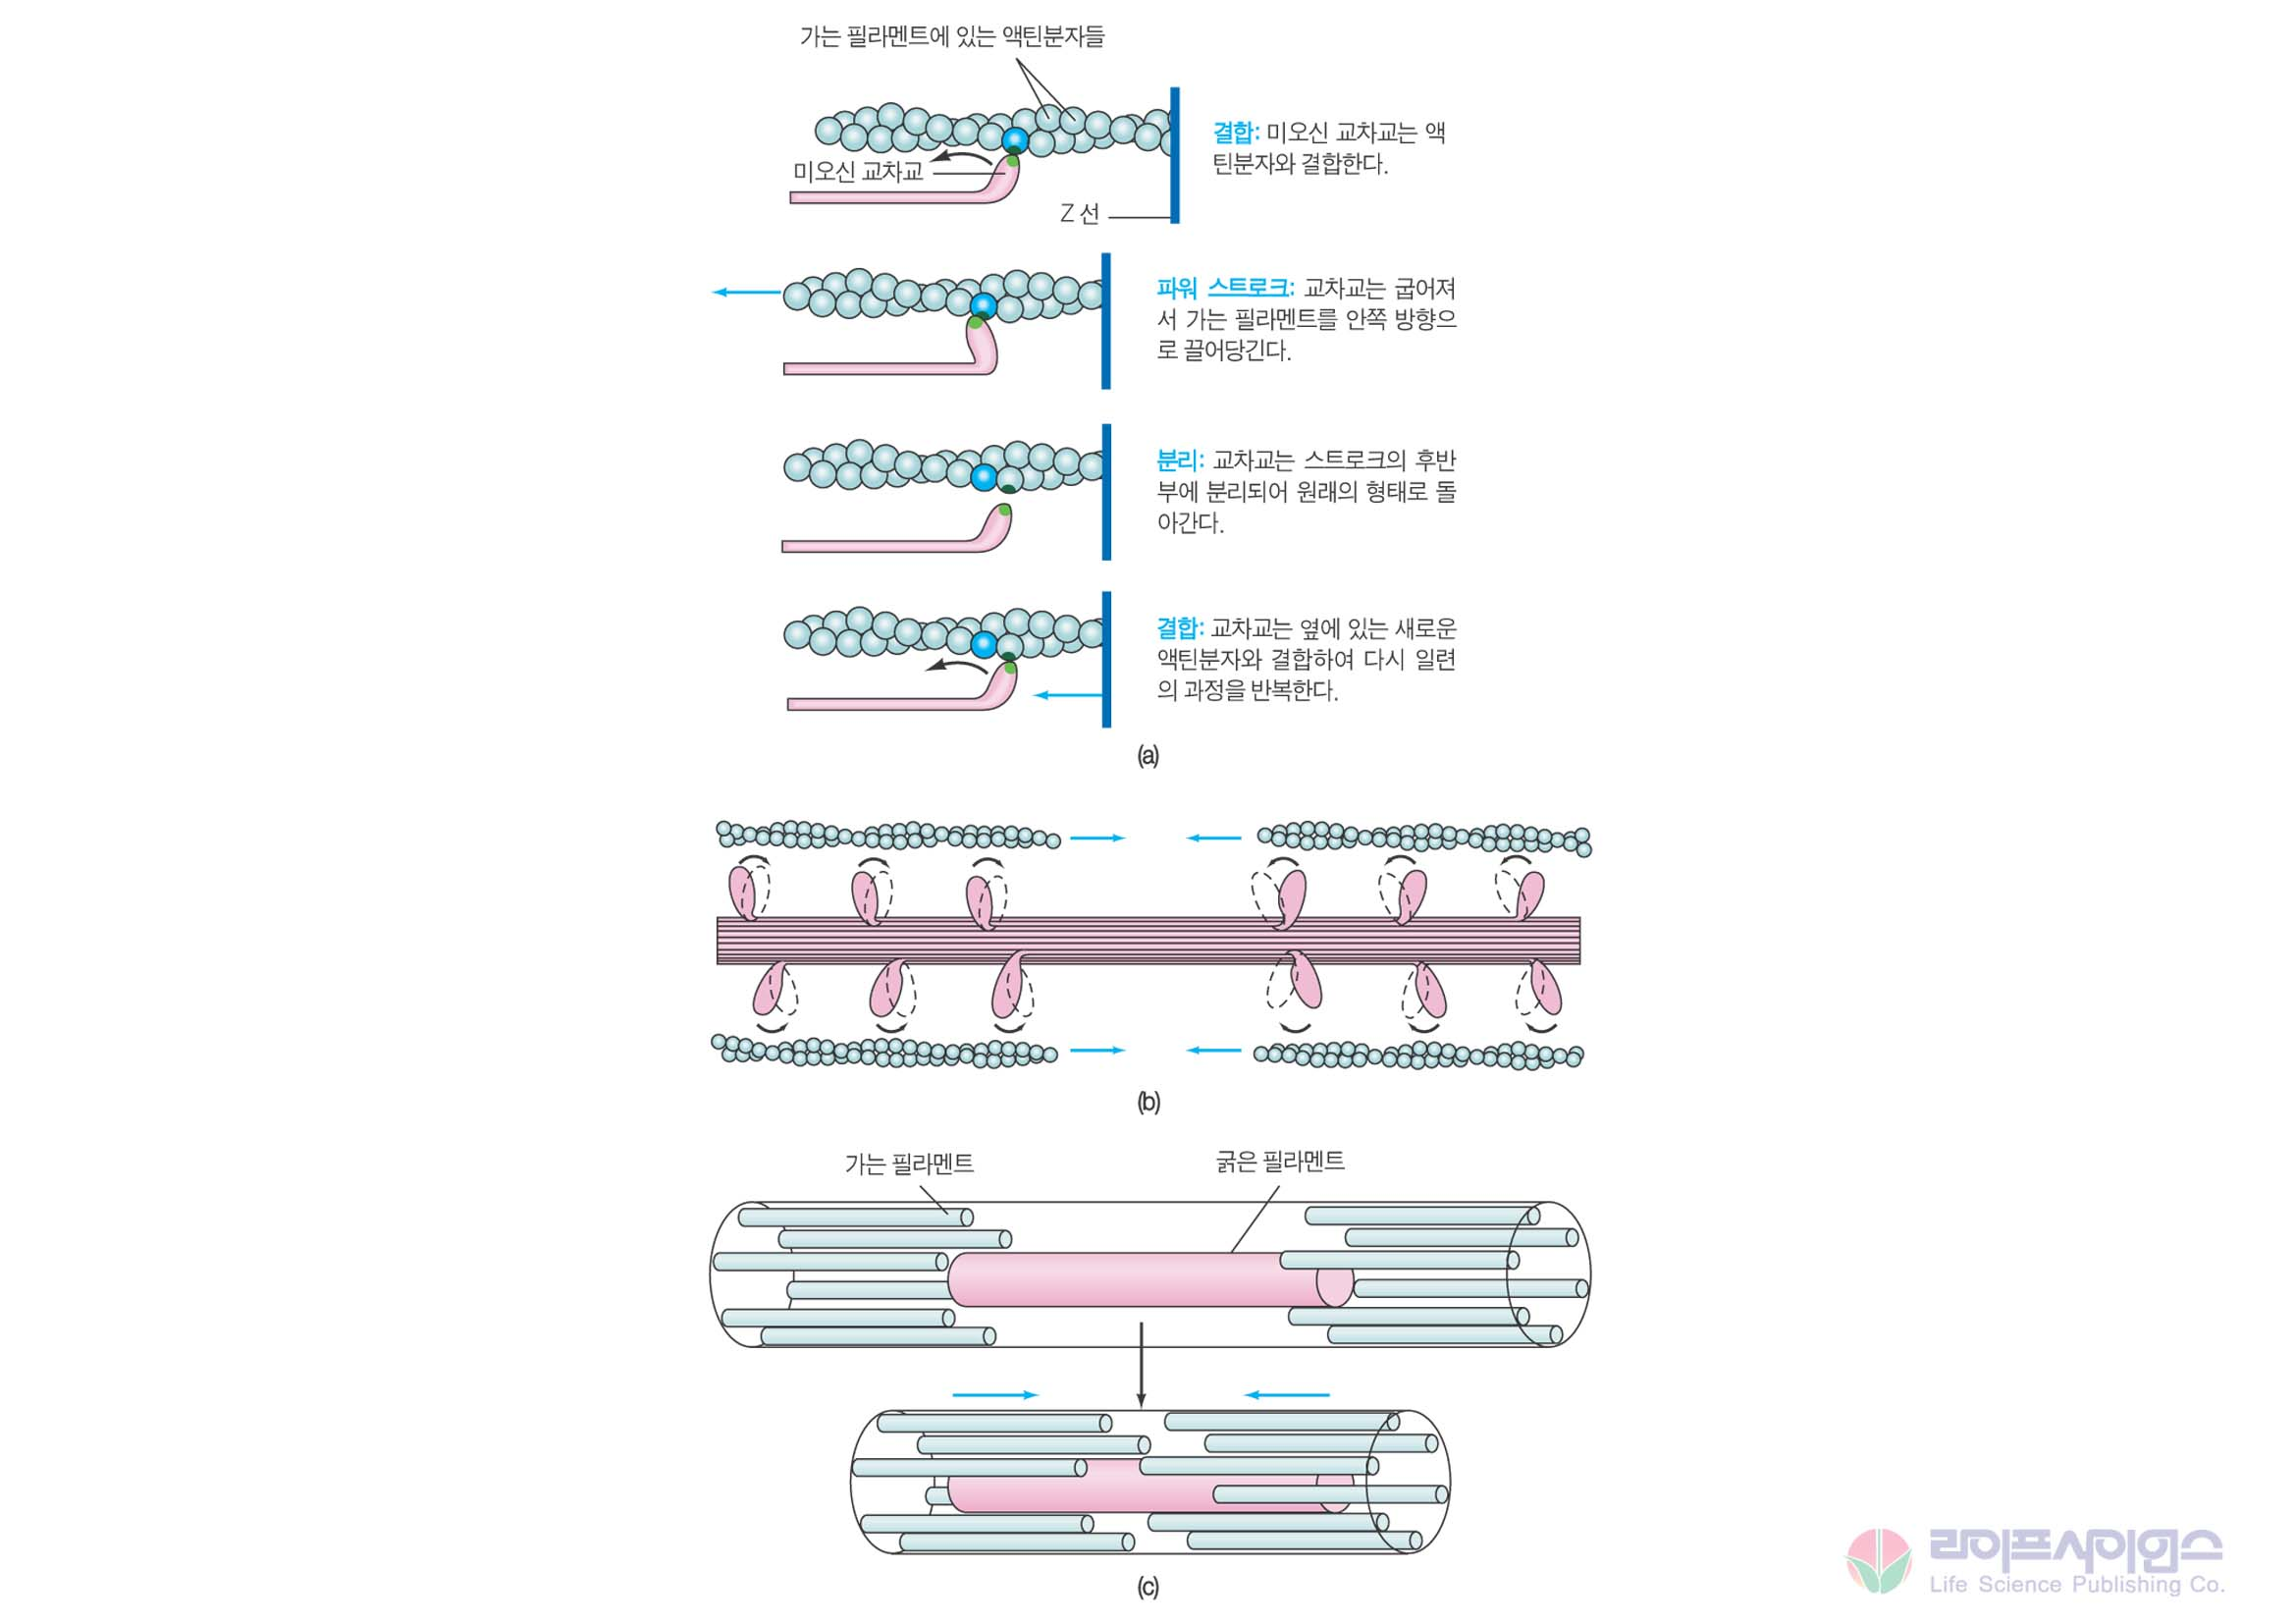 가는 필라멘트에 있는 액틴분자들
미오신 교차교
Z 선
결합: 미오신 교차교는 액
틴분자와 결합한다.
파워 스트로크: 교차교는 굽어져
서 가는 필라멘트를 안쪽 방향으
로 끌어당긴다.
분리: 교차교는 스트로크의 후반
부에 분리되어 원래의 형태로 돌
아간다.
결합: 교차교는 옆에 있는 새로운
액틴분자와 결합하여 다시 일련
의 과정을 반복한다.
(a)
(b)
가는 필라멘트
굵은 필라멘트
(c)
라이프사이언스
Life Science Publishing Co.